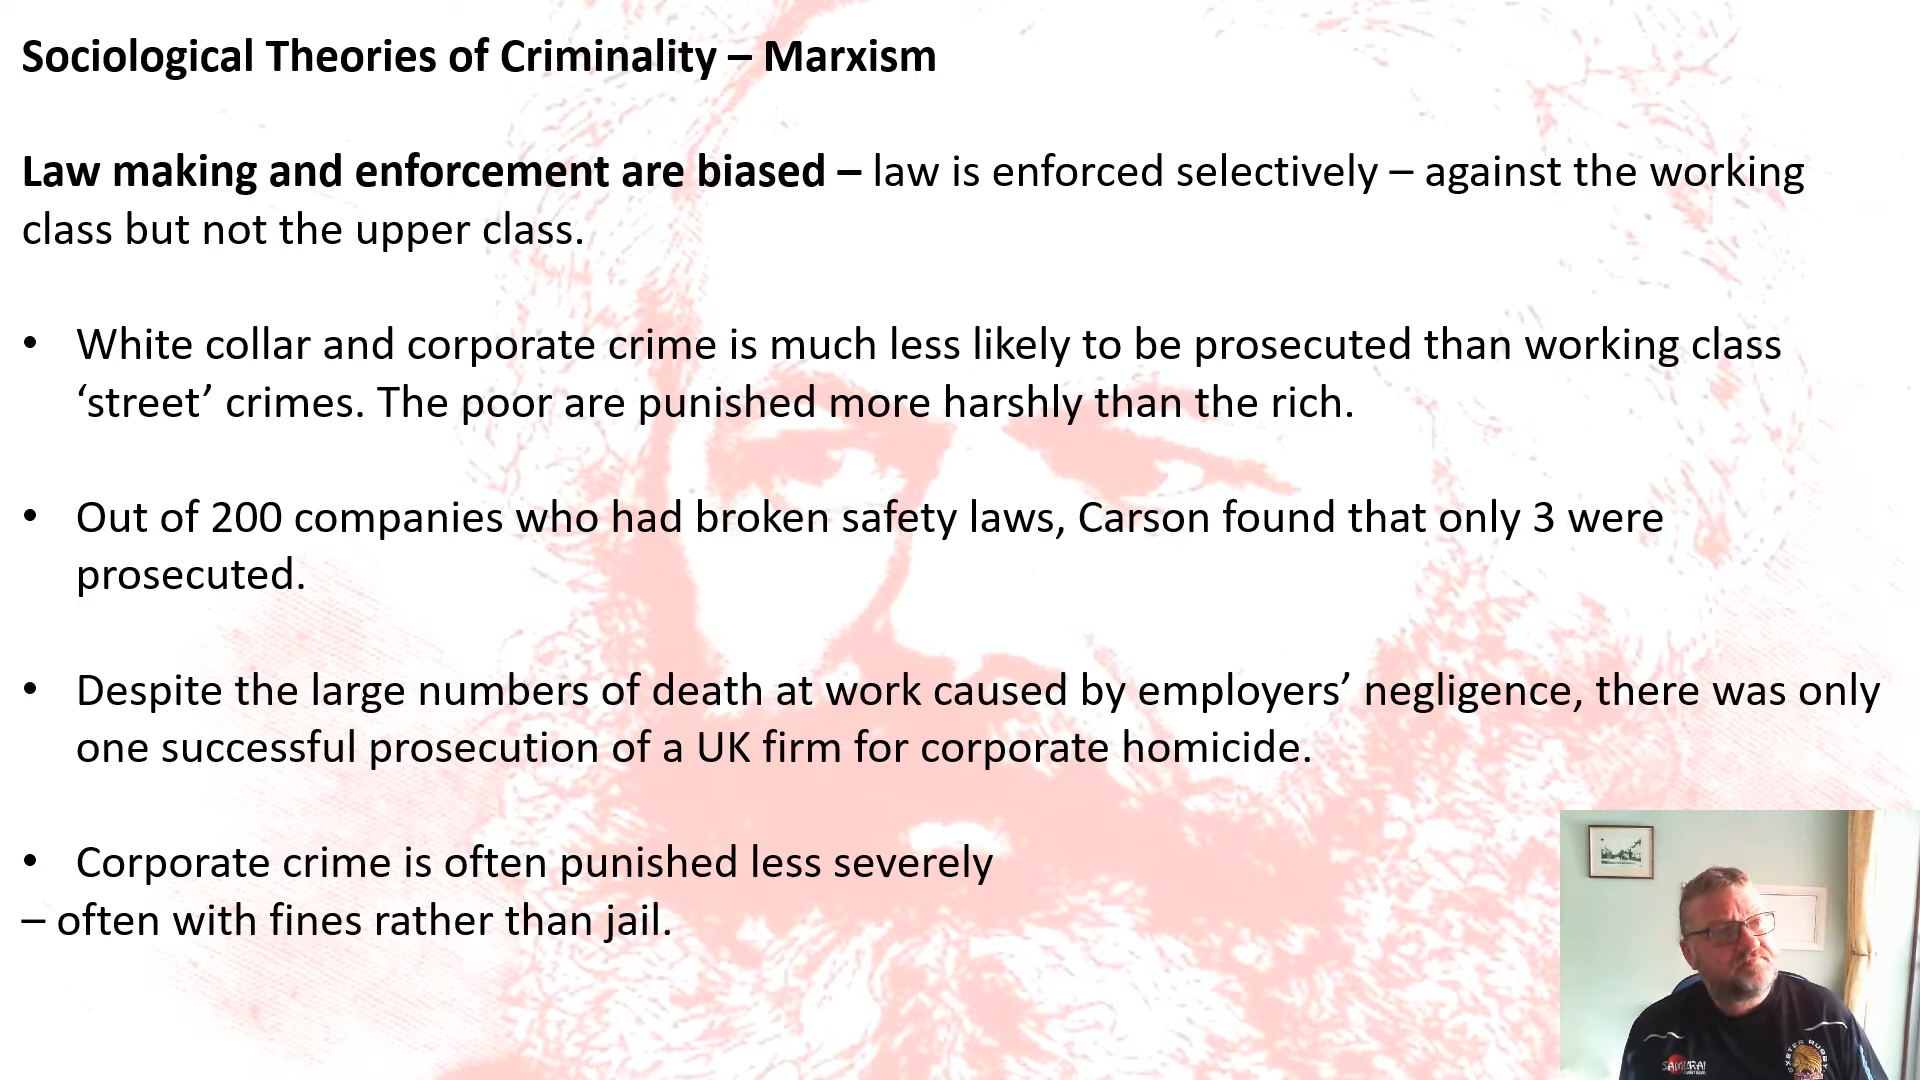 Sociological Theories of Criminality – Marxism
Law making and enforcement are biased – law is enforced selectively – against the working
class but not the upper class.
• White collar and corporate crime is much less likely to be prosecuted than working class
‘street’ crimes. The poor are punished more harshly than the rich.
• Out of 200 companies who had broken safety laws, Carson found that only 3 were
prosecuted.
• Despite the large numbers of death at work caused by employers’ negligence, there was only
one successful prosecution of a UK firm for corporate homicide.
• Corporate crime is often punished less severely
– often with fines rather than jail.
SAMURAI
EXETER RUGBY